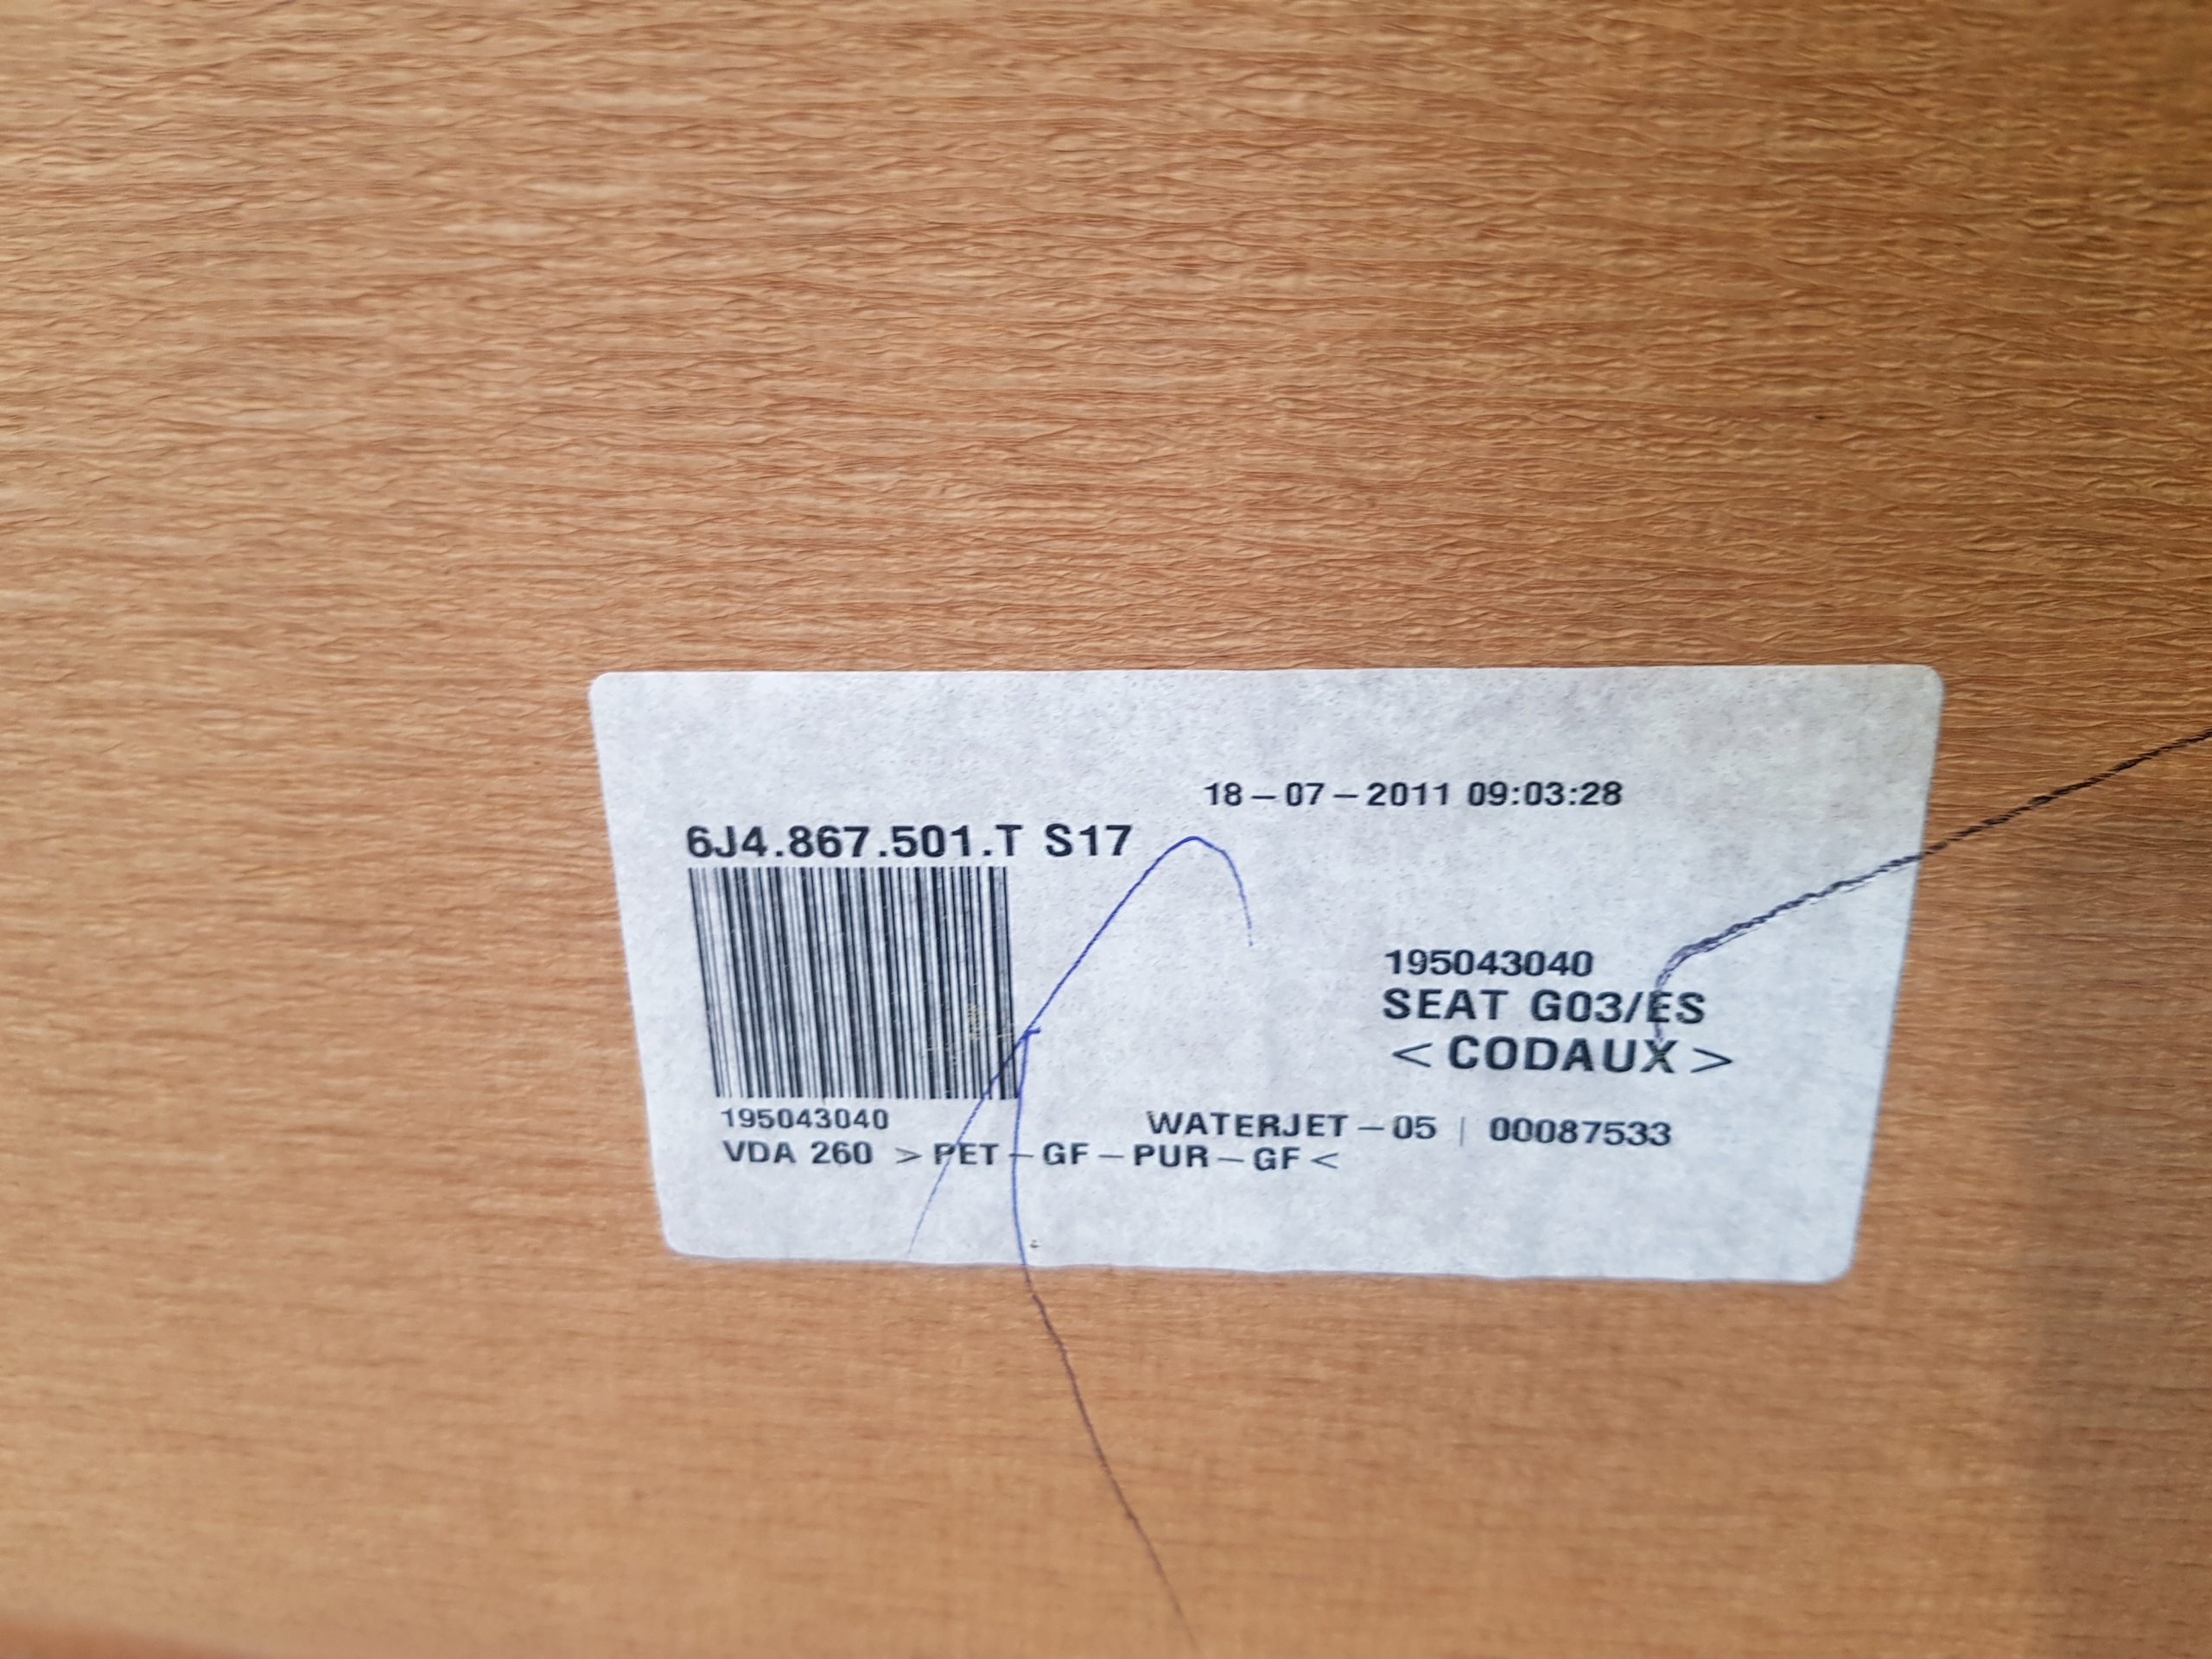 18-07-2011 09:03:28
6J4.867.501.T S17
195043040
SEAT G03/ES
<CODAUX>
195043040
WATERJET-05 | 00087533
VDA 260 >PET-GF-PUR-GF<